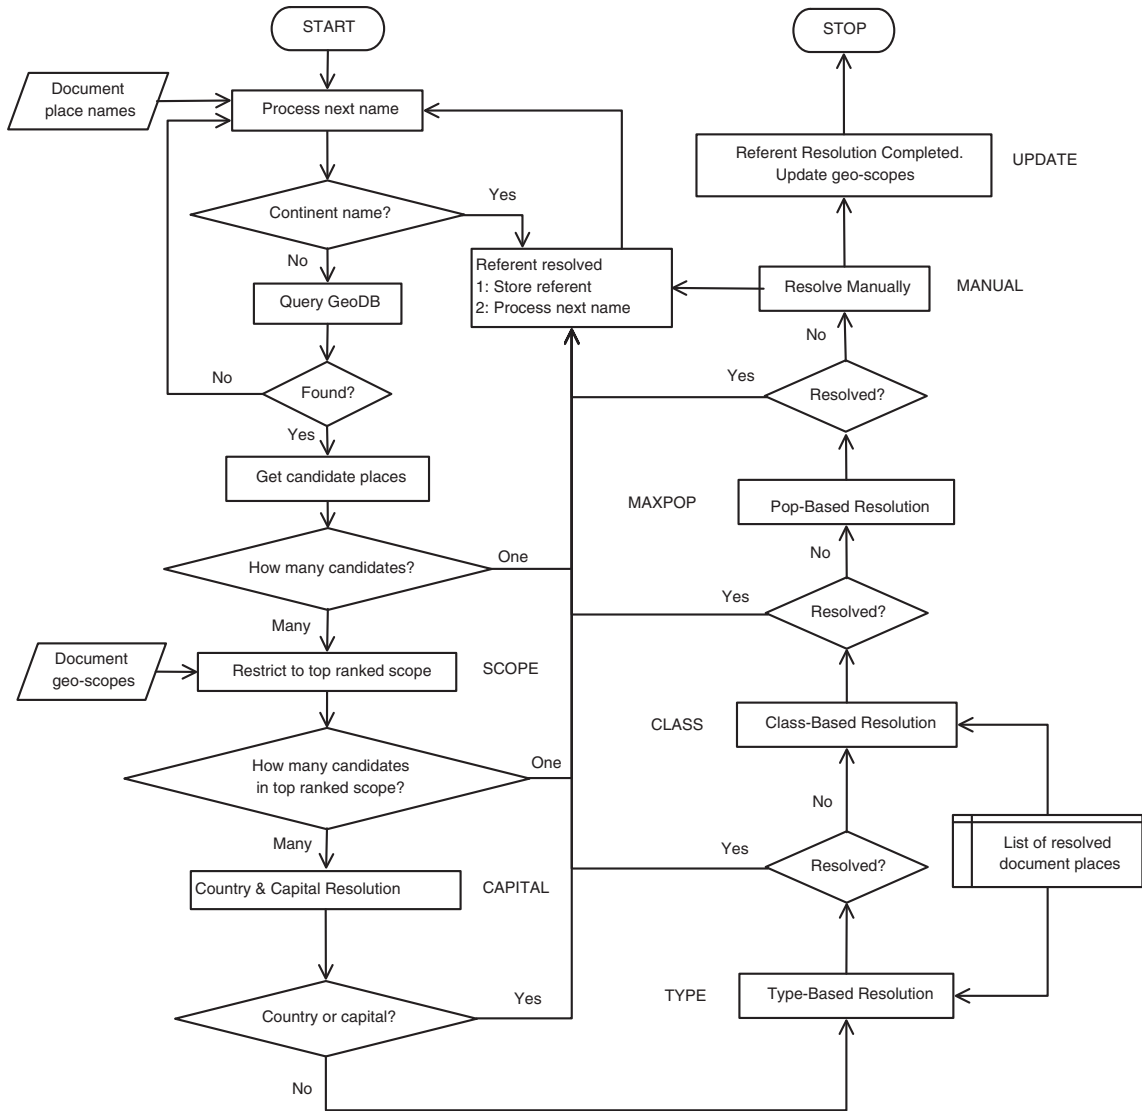 START
Document
place names
Process next name
Continent name?
Yes
No
Query GeoDB
Referent resolved
1: Store referent
2: Process next name
No
Found?
Yes
Get candidate places
How many candidates?
One
Many
Document
geo-scopes
Restrict to top ranked scope
SCOPE
How many candidates
in top ranked scope?
One
Many
Country & Capital Resolution
CAPITAL
Country or capital?
Yes
No
STOP
Referent Resolution Completed.
Update geo-scopes
UPDATE
Resolve Manually
MANUAL
No
Yes
Resolved?
MAXPOP
Pop-Based Resolution
No
Yes
Resolved?
CLASS
Class-Based Resolution
No
Yes
Resolved?
List of resolved
document places
TYPE
Type-Based Resolution